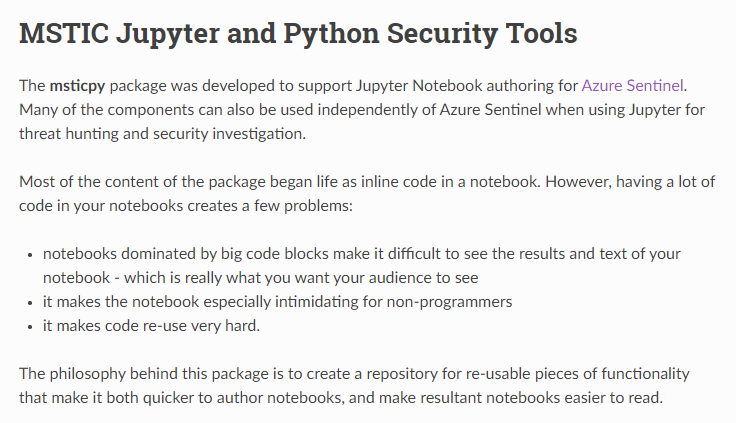 MSTIC Jupyter and Python Security Tools
The msticpy package was developed to support Jupyter Notebook authoring for Azure Sentinel.
Many of the components can also be used independently of Azure Sentinel when using Jupyter for
threat hunting and security investigation.
Most of the content of the package began life as inline code in a notebook. However, having a lot of
code in your notebooks creates a few problems:
• notebooks dominated by big code blocks make it difficult to see the results and text of your
notebook - which is really what you want your audience to see
• it makes the notebook especially intimidating for non-programmers
• it makes code re-use very hard.
The philosophy behind this package is to create a repository for re-usable pieces of functionality
that make it both quicker to author notebooks, and make resultant notebooks easier to read.